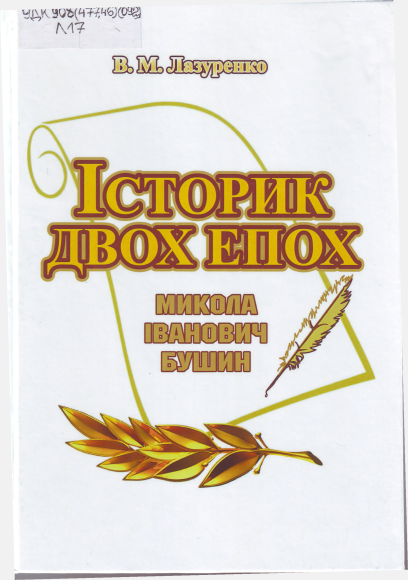 УДК 908(477.46)(092)
Л17
В. М. Лазуренко
ІСТОРИК
ДВОХ ЕПОХ
МИКОЛА
ІВАНОВИЧ
БУШИН